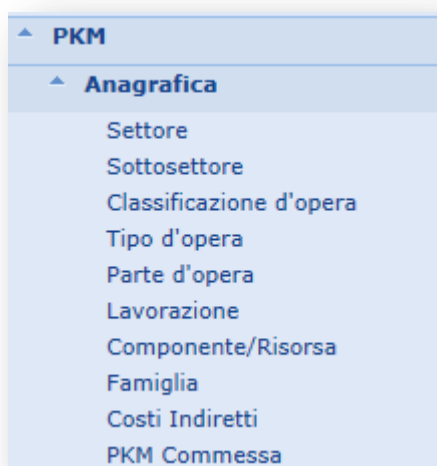 PKM
Anagrafica
Settore
Sottosettore
Classificazione d'opera
Tipo d'opera
Parte d'opera
Lavorazione
Componente/Risorsa
Famiglia
Costi Indiretti
PKM Commessa